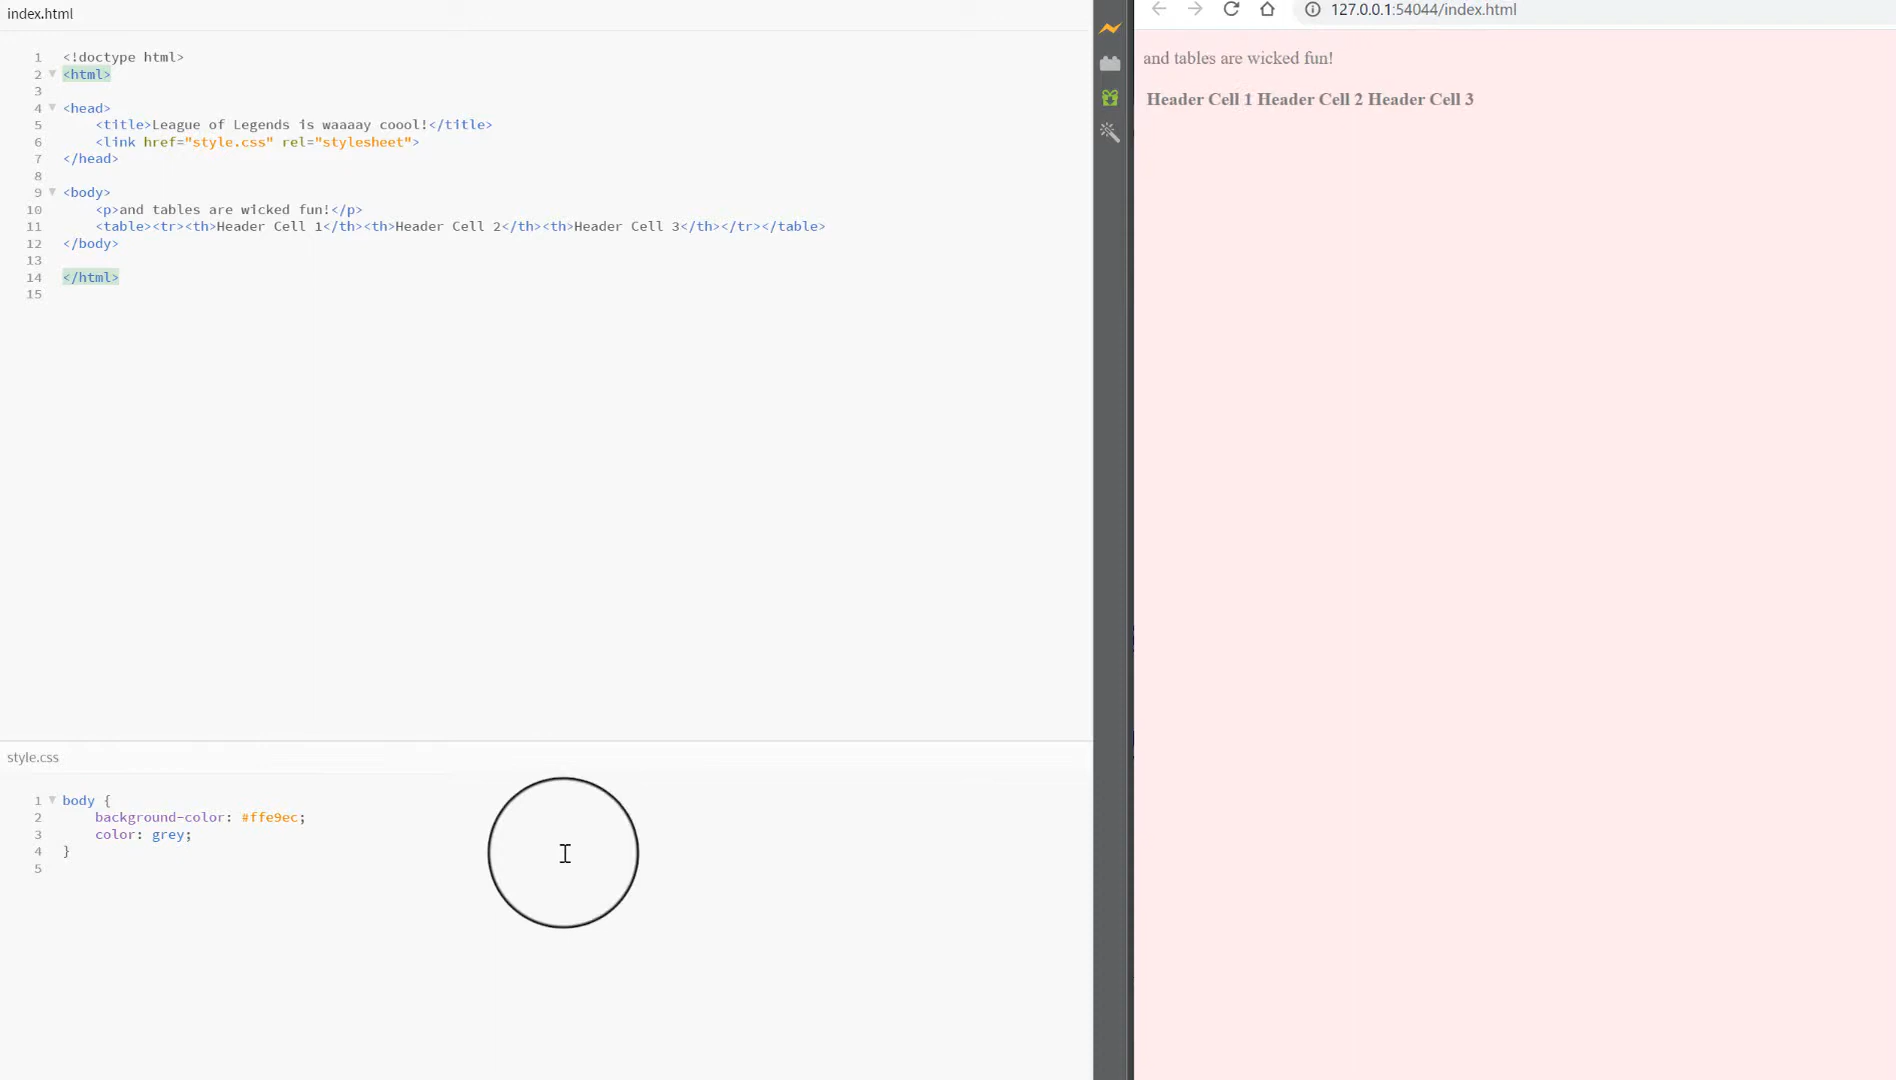 index.html
1 <!doctype html>
2 <html>
3
4 <head>
5 <title>League of Legends is waaaay coool!</title>
6 <link href="style.css" rel="stylesheet">
7 </head>
8
9 <body>
10 <p>and tables are wicked fun!</p>
11 <table><tr><th>Header Cell 1</th><th>Header Cell 2</th><th>Header Cell 3</th></tr></table>
12 </body>
13
14 </html>
15
style.css
1 body {
2 background-color: #ffe9ec;
3 color: grey;
4 }
5
127.0.0.1:54044/index.html
and tables are wicked fun!
Header Cell 1 Header Cell 2 Header Cell 3